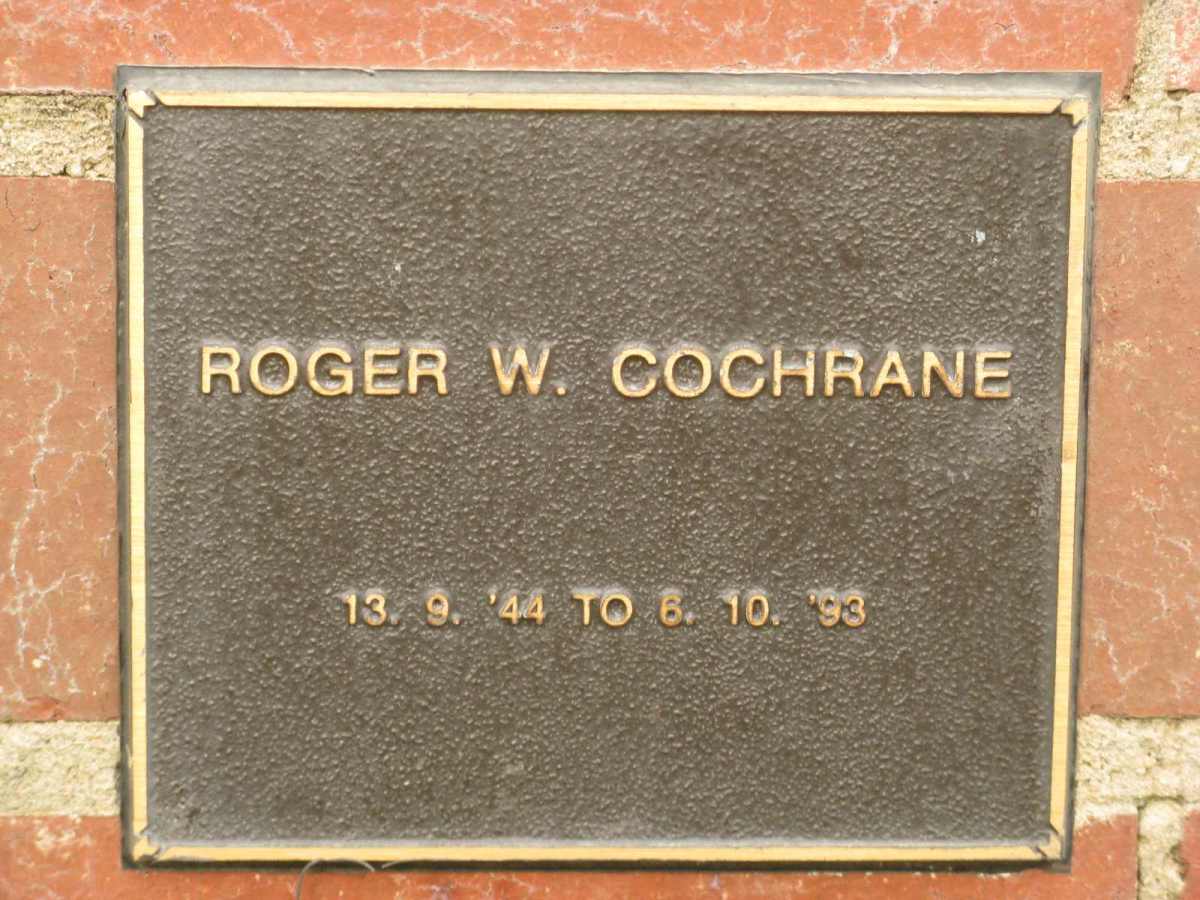 ROGER W. COCHRANE
13. 9. '44 TO 6. 10. '93